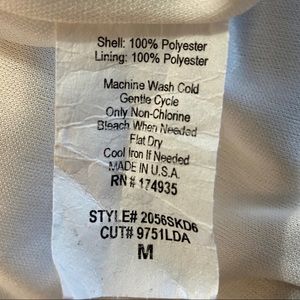 Shell: 100% Polyester
Lining: 100% Polyester
Machine Wash Cold
Gentle Cycle
Only Non-Chlorine
Bleach When Needed
Flat Dry
Cool Iron If Needed
MADE IN U.S.A.
RN# 174935
STYLE# 2056SKD6
CUT# 9751LDA
M